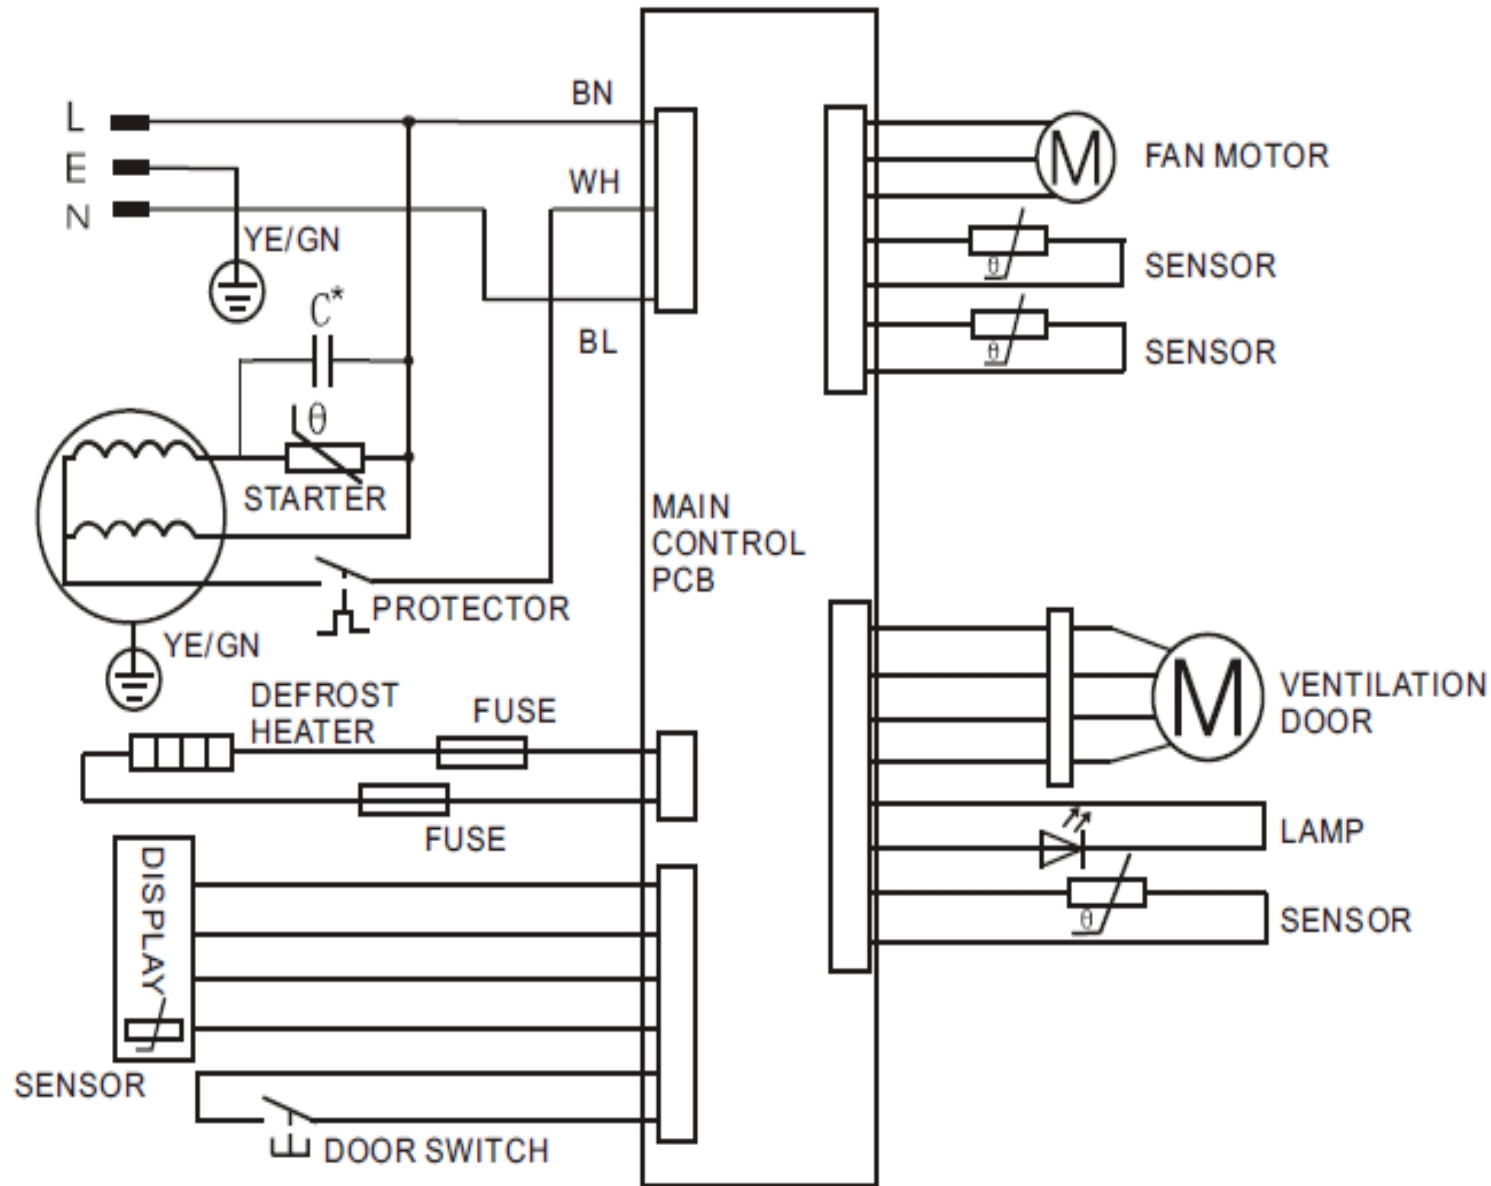 BN
L
E
N
WH
YE/GN
C*
BL
θ
STARTER
PROTECTOR
YE/GN
DEFROST
HEATER
FUSE
FUSE
DISPLAY
SENSOR
DOOR SWITCH
MAIN
CONTROL
PCB
M
FAN MOTOR
θ
SENSOR
θ
SENSOR
M
VENTILATION
DOOR
LAMP
θ
SENSOR